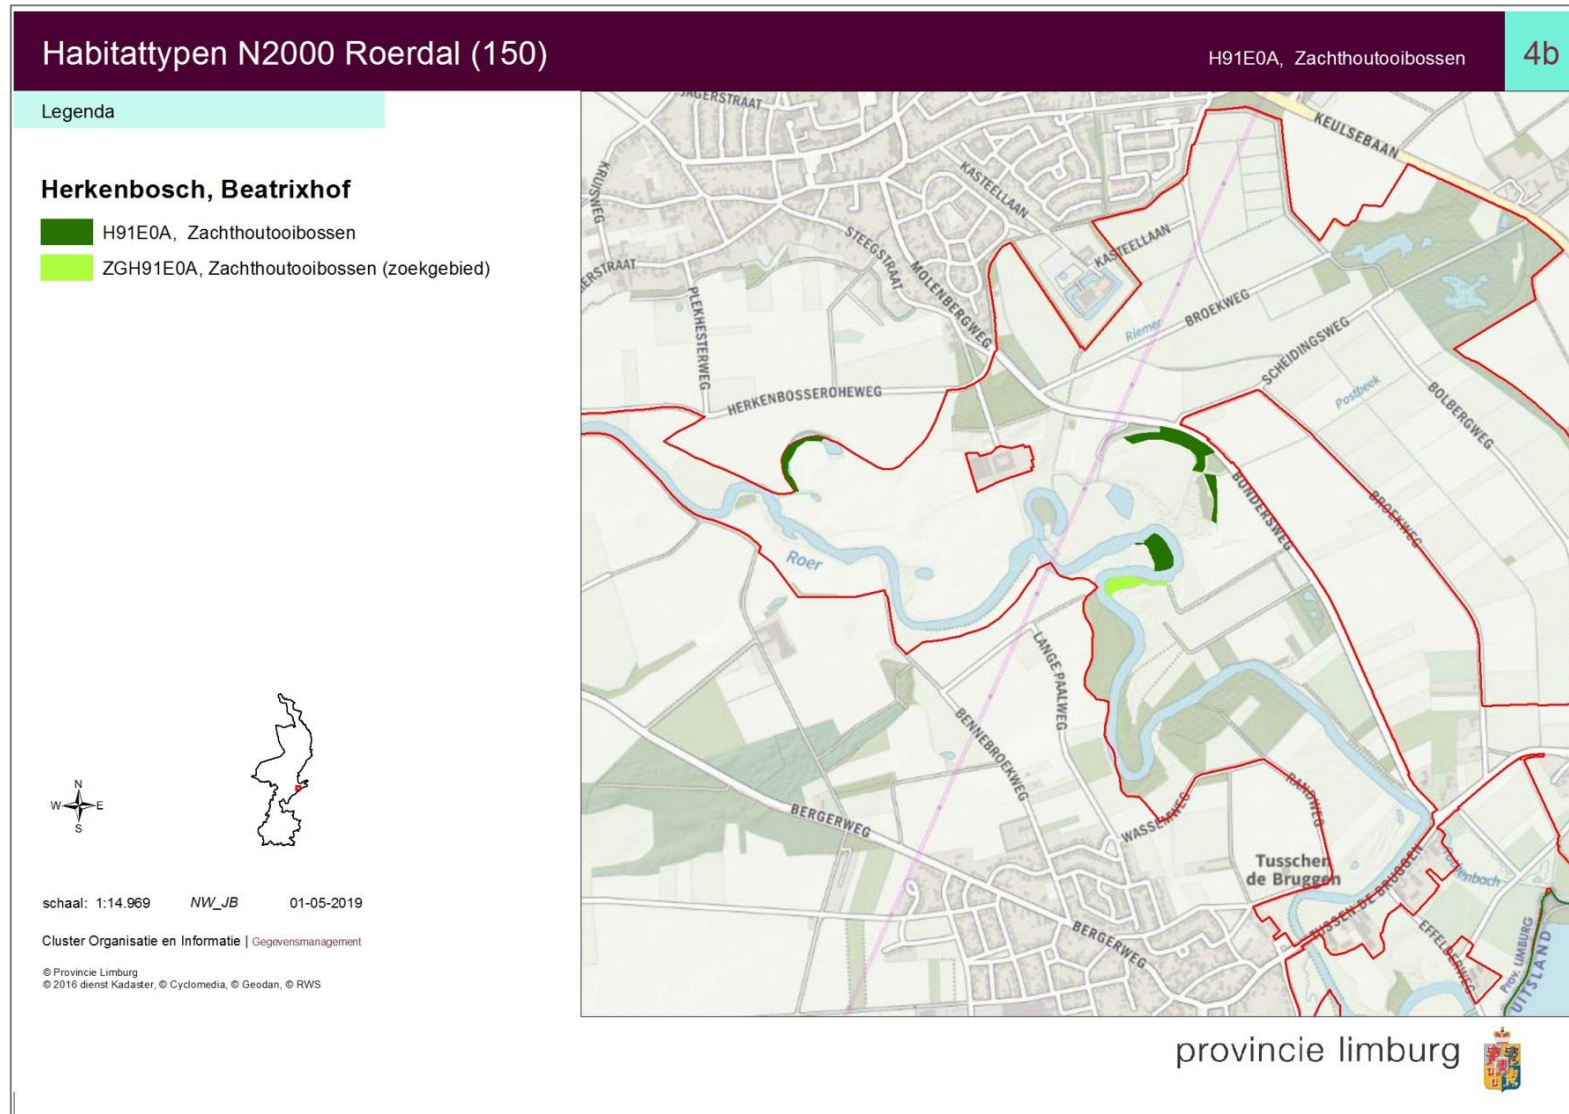 Habitattypen N2000 Roerdal (150)
H91E0A, Zachthoutooibossen
4b
Legenda
Herkenbosch, Beatrixhof
H91E0A, Zachthoutooibossen
ZGH91E0A, Zachthoutooibossen (zoekgebied)
N
W E
S
schaal: 1:14.969 NW_JB 01-05-2019
Cluster Organisatie en Informatie | Gegevensmanagement
© Provincie Limburg
© 2016 dienst Kadaster, © Cyclomedia, © Geodan, © RWS
JAGERSTRAAT
KEULSEBAAN
KRUISWEG
KASTEELLAAN
STEEGSTRAAT
KASTEELLAAN
MOLENBERGWEG
ERSTRAAT
PLEKHESTERWEG
Riemer
BROEKWEG
SCHEIDINGSWEG
HERKENBOSSEROHEWEG
Postbeek
BOLBERGWEG
BONDERSWEG
BROEKWEG
Roer
LANGE PAALWEG
BENNEBROEKWEG
BERGERWEG
WASSEMWEG
RANDWEG
Tusschen
de Bruggen
TUSSEN DE BRUGGEN
BERGERWEG
EFFELDERWEG
Prov. LIMBURG
UITSLAND
provincie limburg